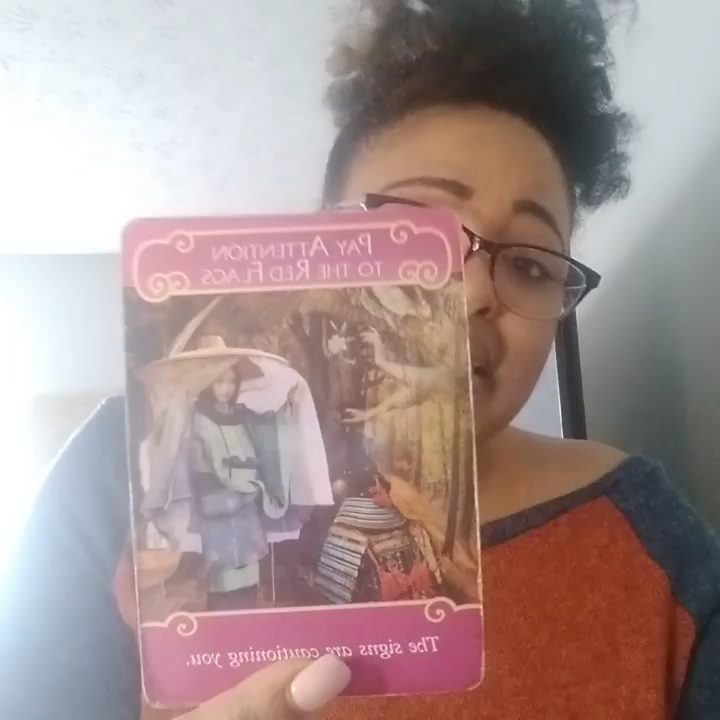 PAY ATTENTION
TO THE RED FLAGS
The signs are cautioning you.